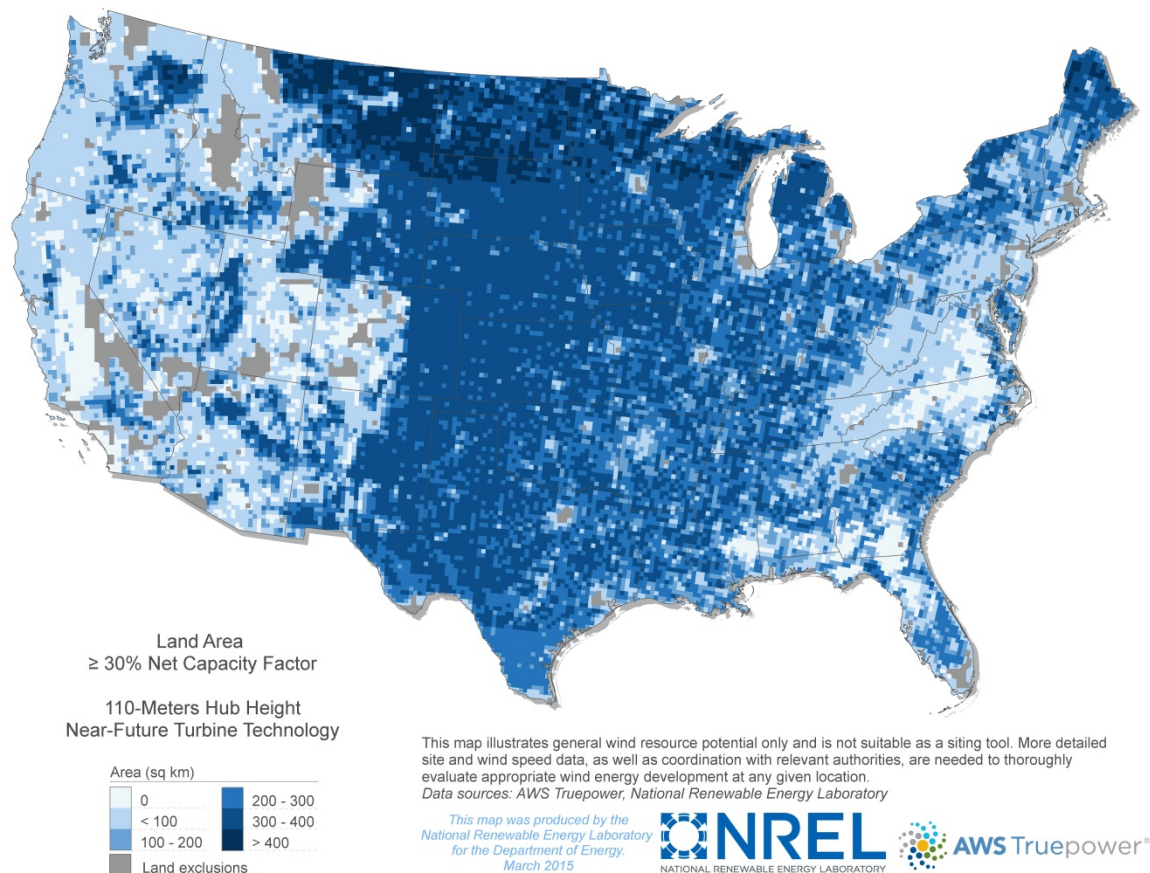 Land Area
≥ 30% Net Capacity Factor
110-Meters Hub Height
Near-Future Turbine Technology
Area (sq km)
0
< 100
100 - 200
200 - 300
300 - 400
> 400
Land exclusions
This map illustrates general wind resource potential only and is not suitable as a siting tool. More detailed
site and wind speed data, as well as coordination with relevant authorities, are needed to thoroughly
evaluate appropriate wind energy development at any given location.
Data sources: AWS Truepower, National Renewable Energy Laboratory
This map was produced by the
National Renewable Energy Laboratory
for the Department of Energy.
March 2015
NREL
NATIONAL RENEWABLE ENERGY LABORATORY
AWS Truepower®